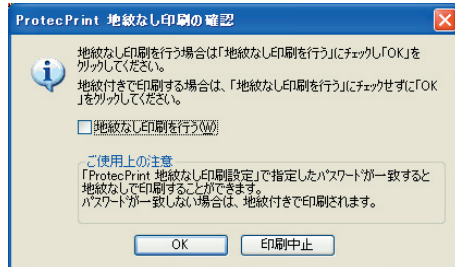 ProtecPrint 地紋なし印刷の確認
地紋なし印刷を行う場合は「地紋なし印刷を行う」にチェックし「OK」を
クリックしてください。
地紋付きで印刷する場合は、「地紋なし印刷を行う」にチェックせずに「OK
」をクリックしてください。
地紋なし印刷を行う(W)
ご使用上の注意
「ProtecPrint 地紋なし印刷設定」で指定したパスワードが一致すると
地紋なしで印刷することができます。
パスワードが一致しない場合は、地紋付きで印刷されます。
OK 印刷中止